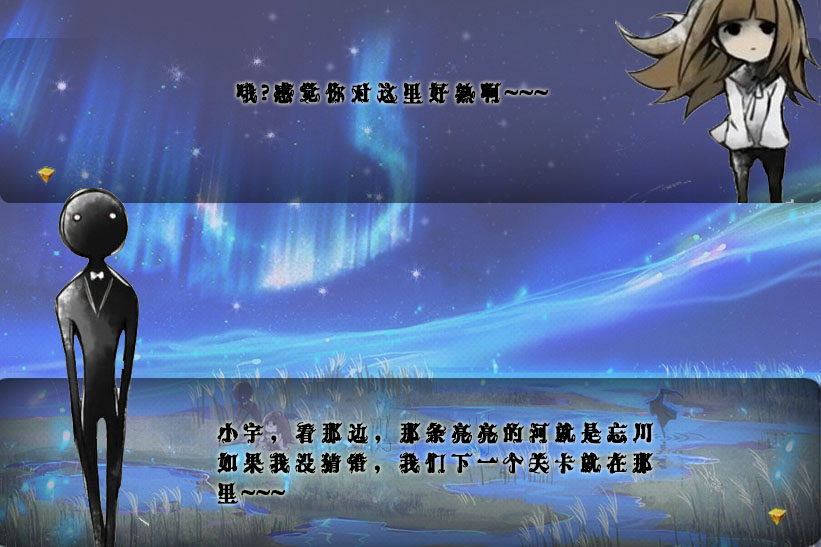 哦?感觉你对这里好熟啊~~~
小宇，看那边，那条亮亮的河就是忘川
如果我没猜错，我们下一个关卡就在那
里~~~